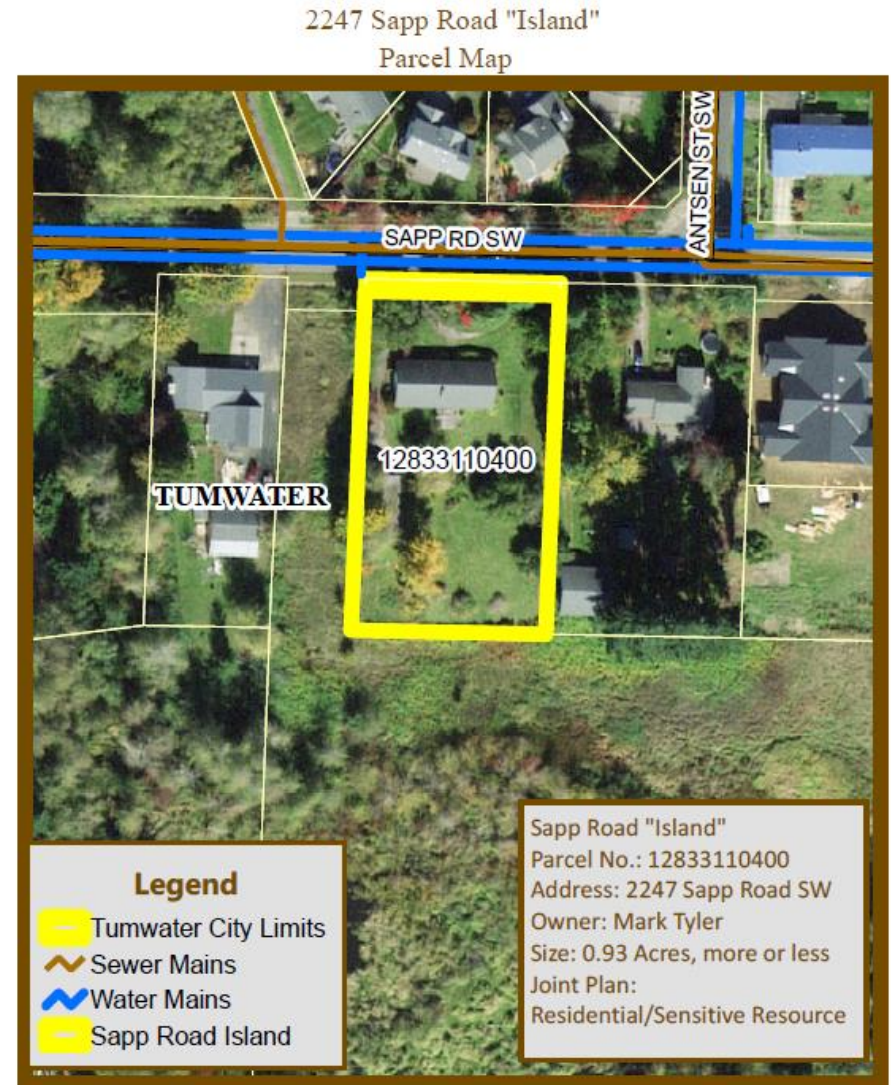 2247 Sapp Road "Island"
Parcel Map
ANTSEN ST SW
SAPP RD SW
12833110400
TUMWATER
Legend
Tumwater City Limits
Sewer Mains
Water Mains
Sapp Road Island
Sapp Road "Island"
Parcel No.: 12833110400
Address: 2247 Sapp Road SW
Owner: Mark Tyler
Size: 0.93 Acres, more or less
Joint Plan:
Residential/Sensitive Resource